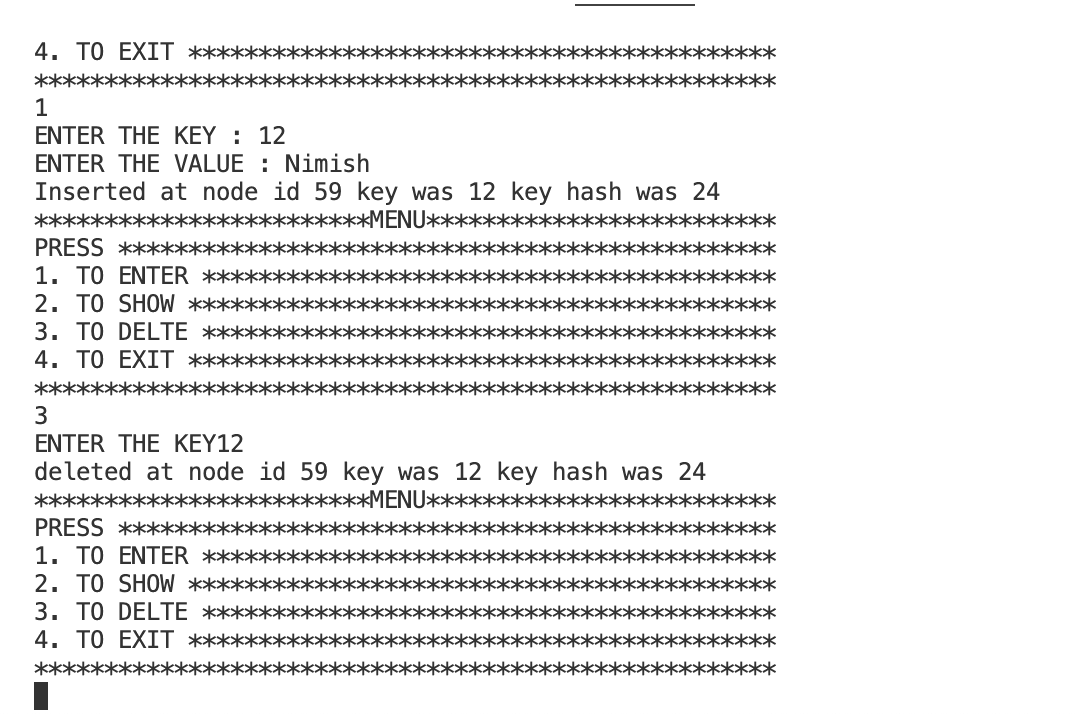 4. TO EXIT ******************************************
*****************************************************
1
ENTER THE KEY : 12
ENTER THE VALUE : Nimish
Inserted at node id 59 key was 12 key hash was 24
************************MENU*************************
PRESS ***********************************************
1. TO ENTER *****************************************
2. TO SHOW ******************************************
3. TO DELTE *****************************************
4. TO EXIT ******************************************
*****************************************************
3
ENTER THE KEY12
deleted at node id 59 key was 12 key hash was 24
************************MENU*************************
PRESS ***********************************************
1. TO ENTER *****************************************
2. TO SHOW ******************************************
3. TO DELTE *****************************************
4. TO EXIT ******************************************
*****************************************************